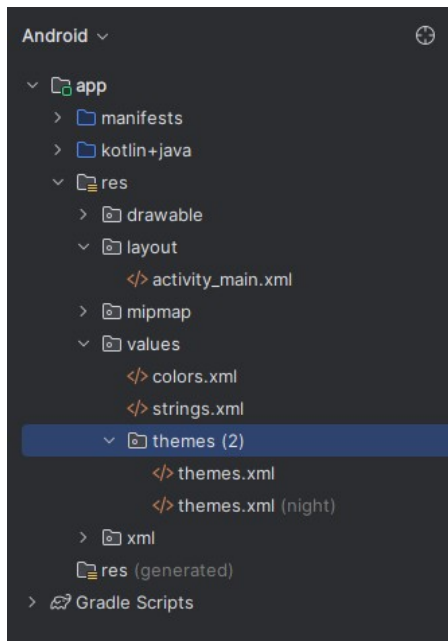 Android
app
manifests
kotlin+java
res
drawable
layout
activity_main.xml
mipmap
values
colors.xml
strings.xml
themes (2)
themes.xml
themes.xml (night)
xml
res (generated)
Gradle Scripts